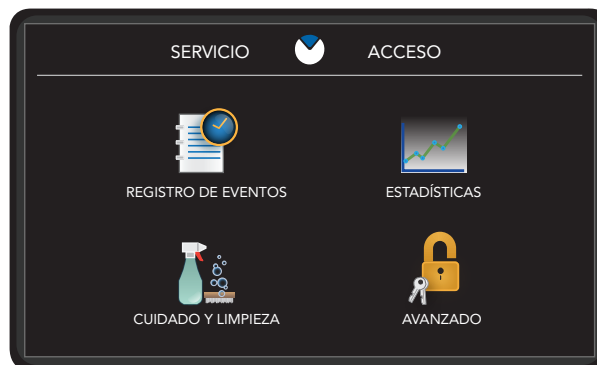 SERVICIO ACCESO
REGISTRO DE EVENTOS ESTADÍSTICAS
CUIDADO Y LIMPIEZA AVANZADO